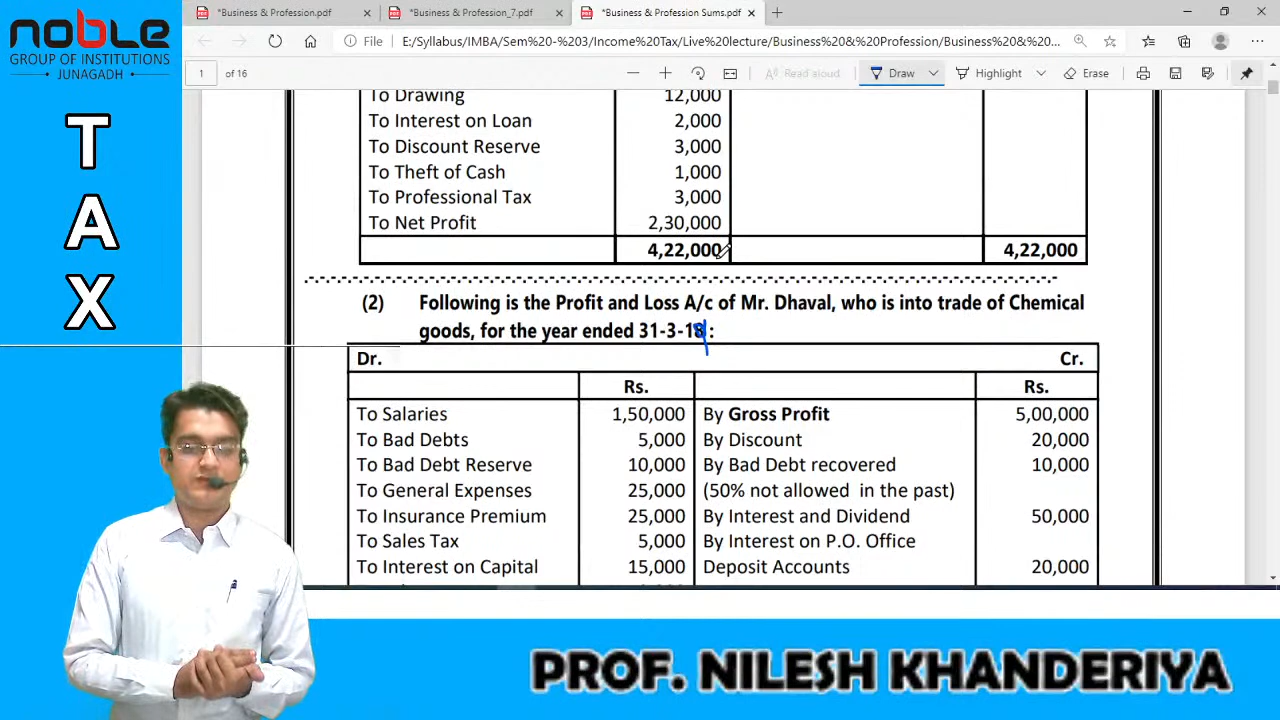 noble
GROUP OF INSTITUTIONS
JUNAGADH
T
A
X
*Business & Profession.pdf
*Business & Profession_7.pdf
*Business & Profession Sums.pdf
File
E:/Syllabus/IMBA/Sem%20-%203/Income%20Tax/Live%20lecture/Business%20&%20Profession/Business%20&%20...
1 of 16
Read aloud
Draw
Highlight
Erase
To Drawing 12,000
To Interest on Loan 2,000
To Discount Reserve 3,000
To Theft of Cash 1,000
To Professional Tax 3,000
To Net Profit 2,30,000
4,22,000 4,22,000
(2) Following is the Profit and Loss A/c of Mr. Dhaval, who is into trade of Chemical
goods, for the year ended 31-3-19 :
Dr. Cr.
Rs. Rs.
To Salaries 1,50,000 By Gross Profit 5,00,000
To Bad Debts 5,000 By Discount 20,000
To Bad Debt Reserve 10,000 By Bad Debt recovered 10,000
To General Expenses 25,000 (50% not allowed in the past)
To Insurance Premium 25,000 By Interest and Dividend 50,000
To Sales Tax 5,000 By Interest on P.O. Office
To Interest on Capital 15,000 Deposit Accounts 20,000
PROF. NILESH KHANDERIYA